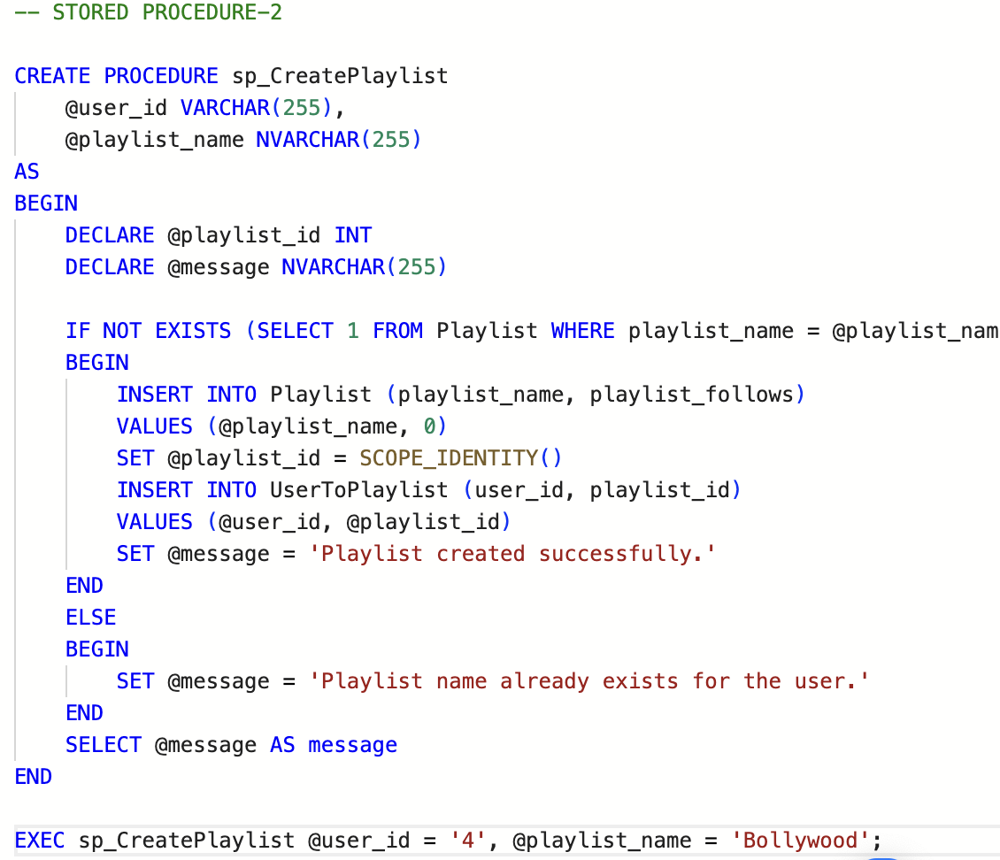 -- STORED PROCEDURE-2
CREATE PROCEDURE sp_CreatePlaylist
@user_id VARCHAR(255),
@playlist_name NVARCHAR(255)
AS
BEGIN
DECLARE @playlist_id INT
DECLARE @message NVARCHAR(255)
IF NOT EXISTS (SELECT 1 FROM Playlist WHERE playlist_name = @playlist_nam
BEGIN
INSERT INTO Playlist (playlist_name, playlist_follows)
VALUES (@playlist_name, 0)
SET @playlist_id = SCOPE_IDENTITY()
INSERT INTO UserToPlaylist (user_id, playlist_id)
VALUES (@user_id, @playlist_id)
SET @message = 'Playlist created successfully.'
END
ELSE
BEGIN
SET @message = 'Playlist name already exists for the user.'
END
SELECT @message AS message
END
EXEC sp_CreatePlaylist @user_id = '4', @playlist_name = 'Bollywood';